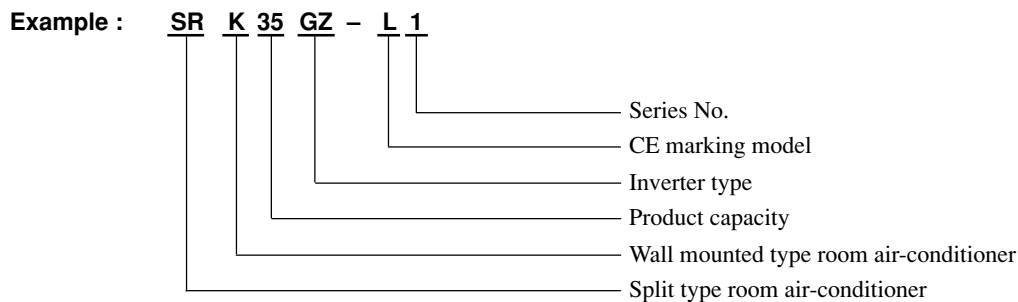 Example : SR K 35 GZ – L 1
Series No.
CE marking model
Inverter type
Product capacity
Wall mounted type room air-conditioner
Split type room air-conditioner